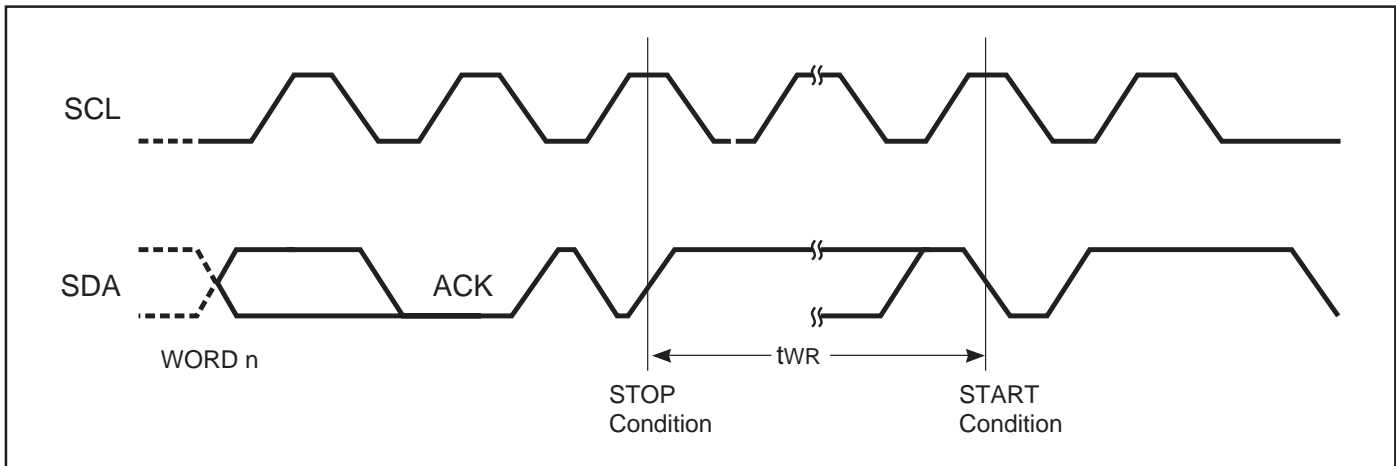 SCL
SDA
ACK
WORD n
tWR
STOP
Condition
START
Condition